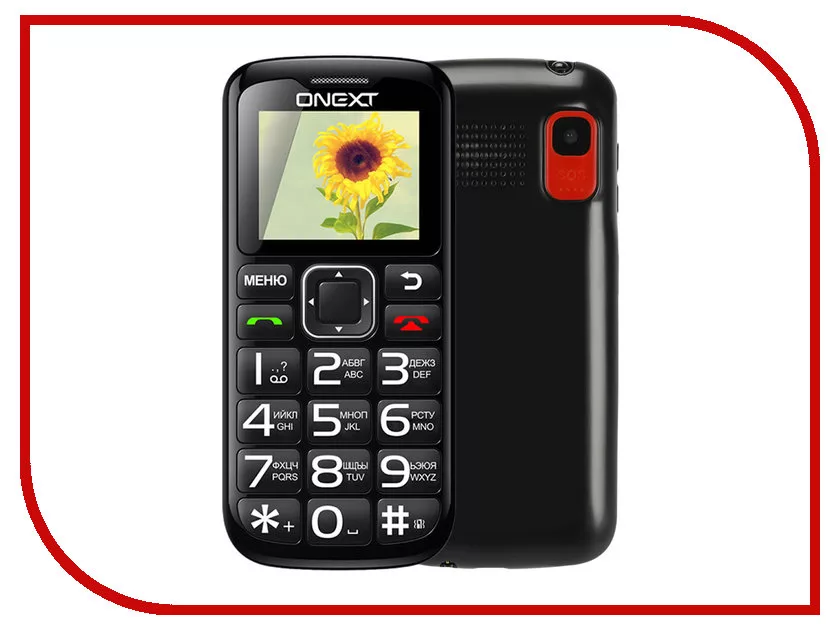 ONEXT
SOS
МЕНЮ
1 .,?
2 АБВГ ABC
3 ДЕЖЗ DEF
4 ИЙКЛ GHI
5 МНОП JKL
6 РСТУ MNO
7 ФХЦЧ PQRS
8 ШЩЪЫ TUV
9 ЬЭЮЯ WXYZ
* +
0 ⎵
#